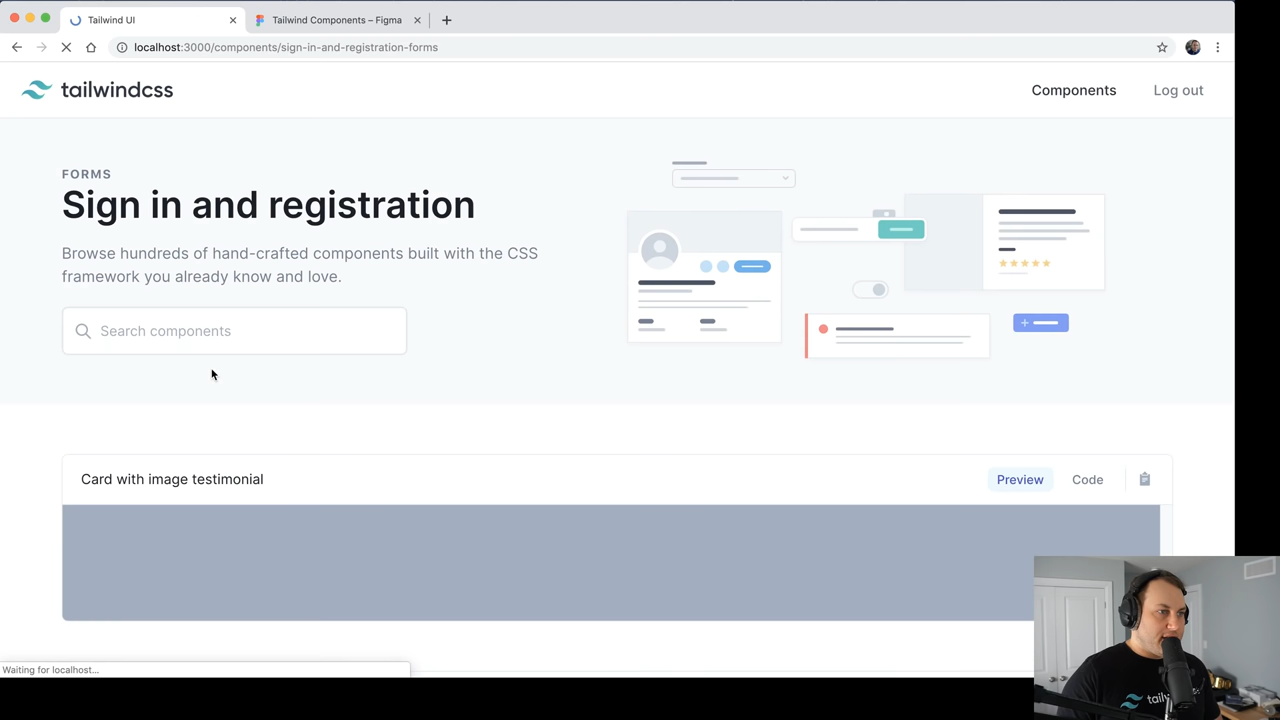 Tailwind UI
Tailwind Components – Figma
localhost:3000/components/sign-in-and-registration-forms
tailwindcss
Components
Log out
FORMS
Sign in and registration
Browse hundreds of hand-crafted components built with the CSS
framework you already know and love.
Search components
Card with image testimonial
Preview
Code
Waiting for localhost...